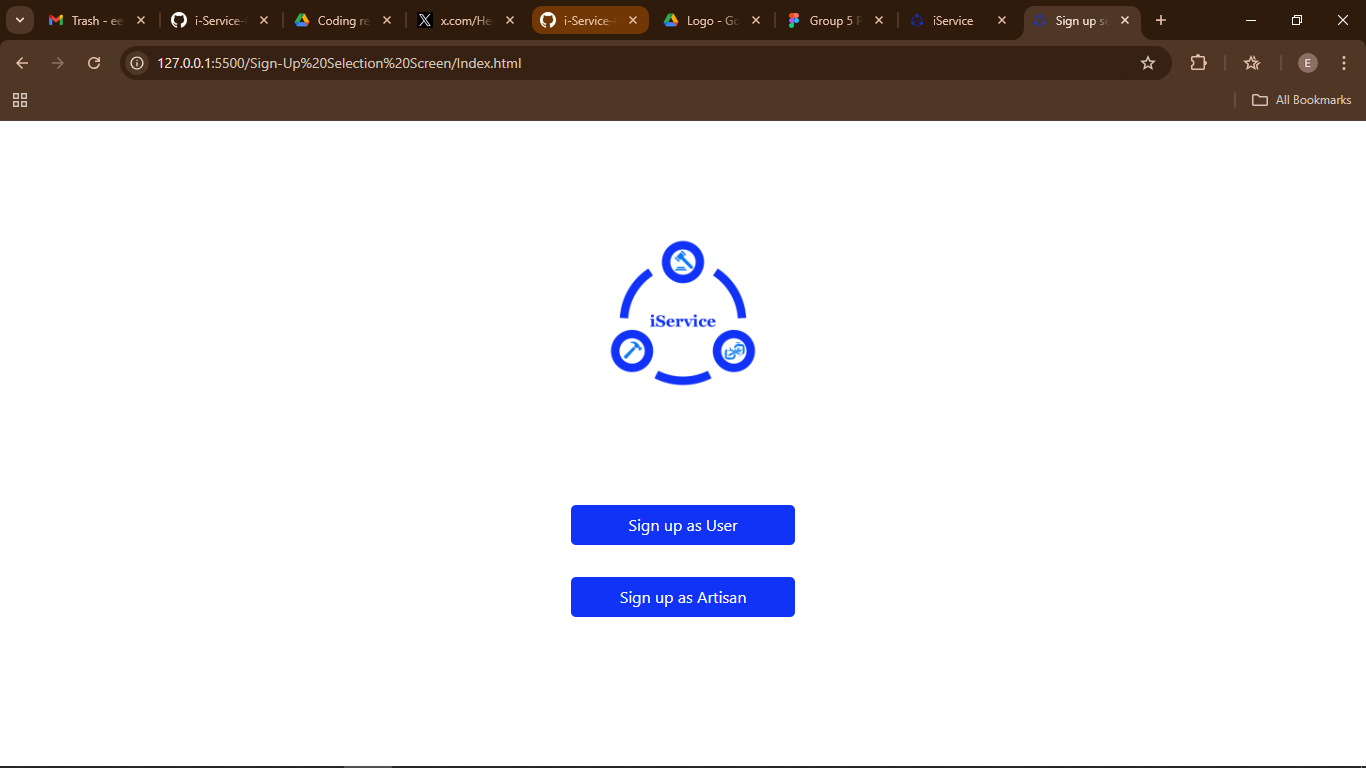 Trash - ee
i-Service-
Coding re
x.com/He
i-Service-
Logo - Go
Group 5 P
iService
Sign up se
127.0.0.1:5500/Sign-Up%20Selection%20Screen/Index.html
E
All Bookmarks
iService
Sign up as User
Sign up as Artisan